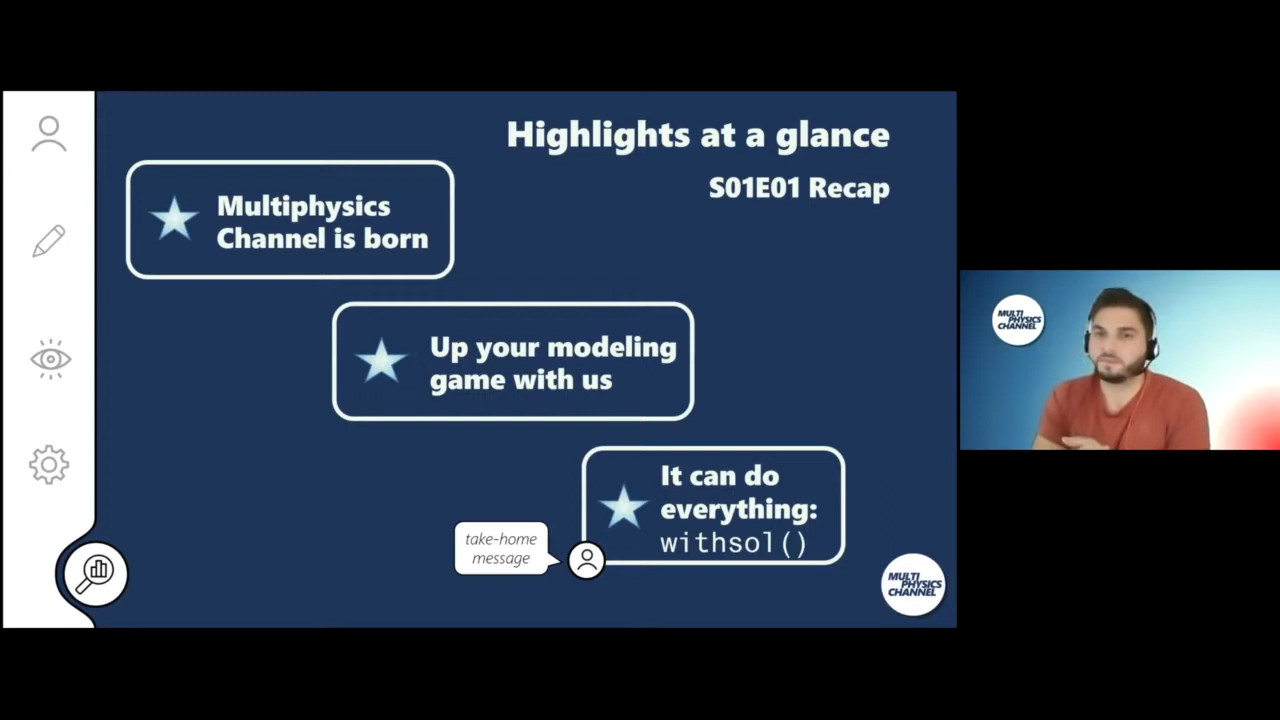 Highlights at a glance
S01E01 Recap
Multiphysics
Channel is born
Up your modeling
game with us
It can do
everything:
withsol()
take-home
message
MULTI
PHYSICS
CHANNEL
MULTI
PHYSICS
CHANNEL